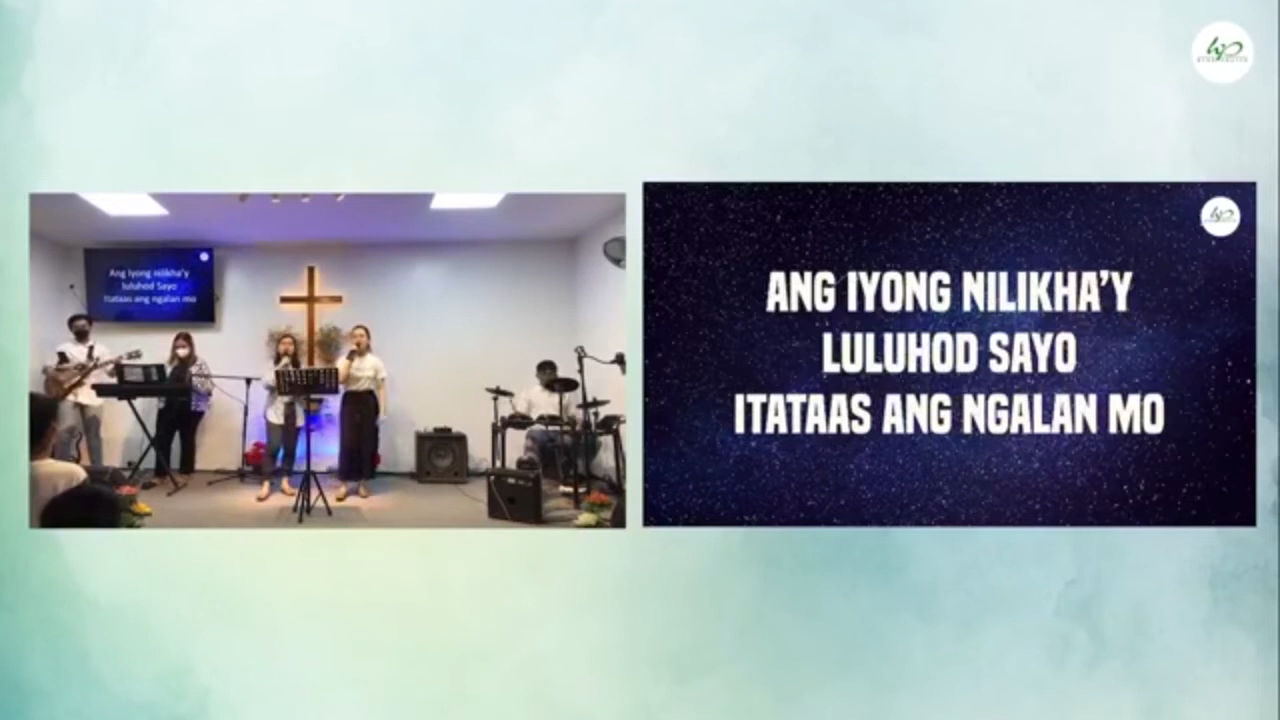 Ang Iyong nilikha'y
luluhod Sayo
Itataas ang ngalan mo
ANG IYONG NILIKHA’Y
LULUHOD SAYO
ITATAAS ANG NGALAN MO